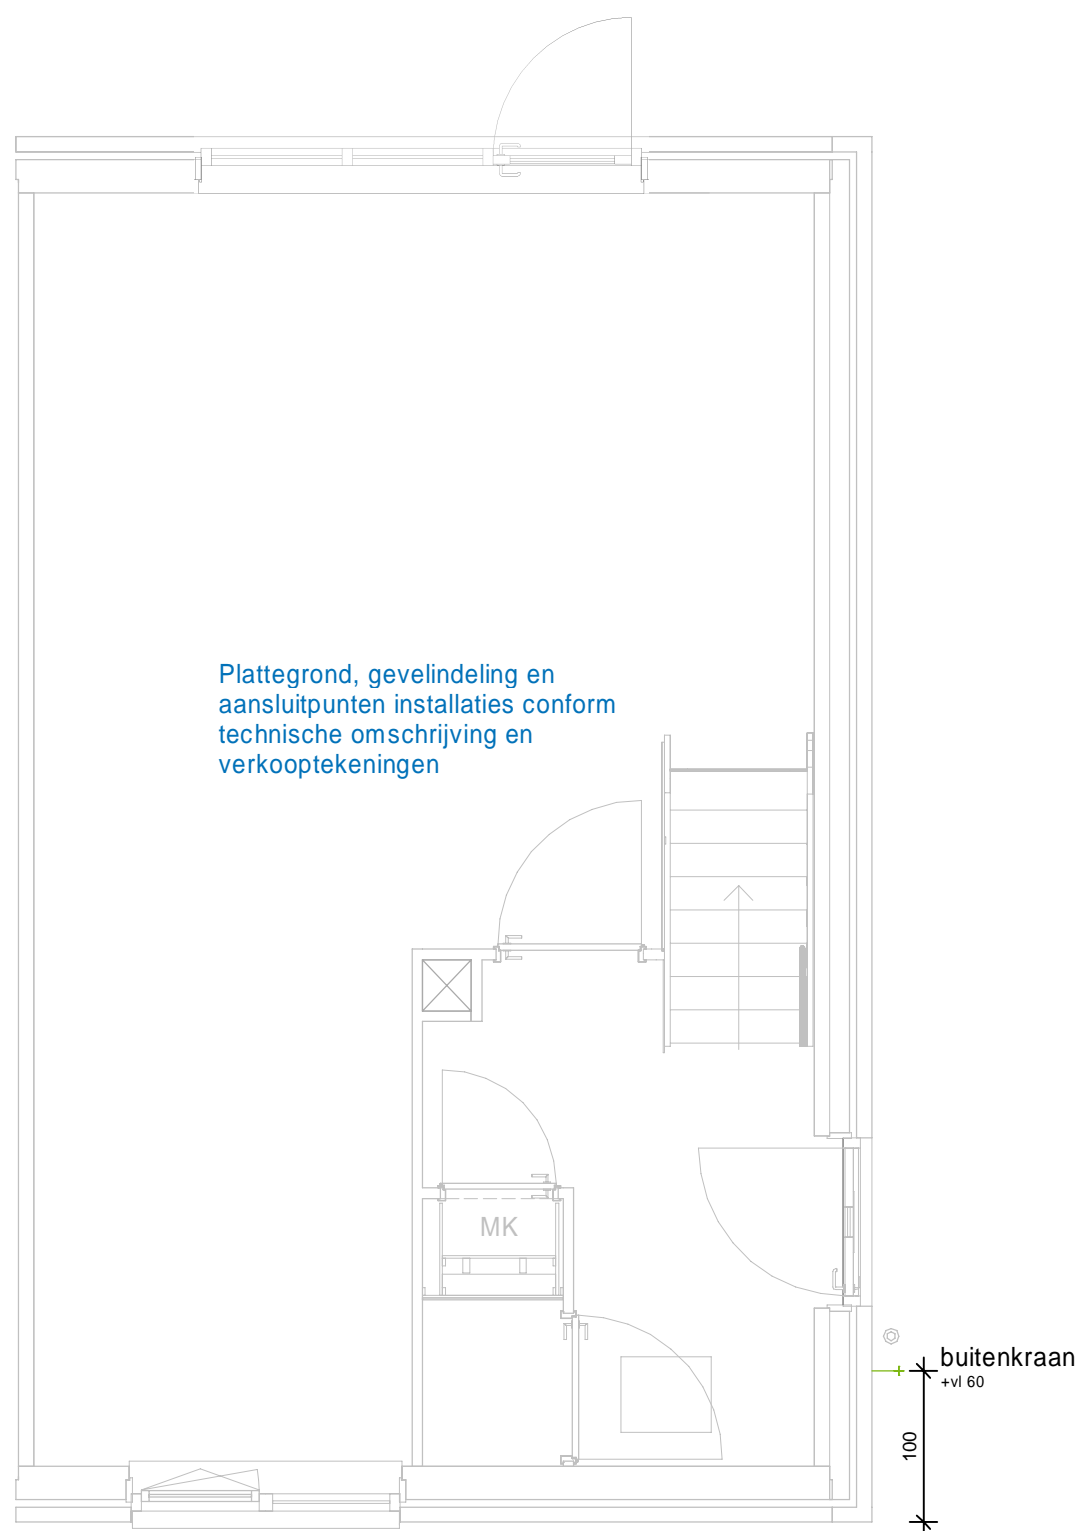 Plattegrond, gevelindeling en
aansluitpunten installaties conform
technische omschrijving en
verkooptekeningen
MK
buitenkraan
+vl 60
100